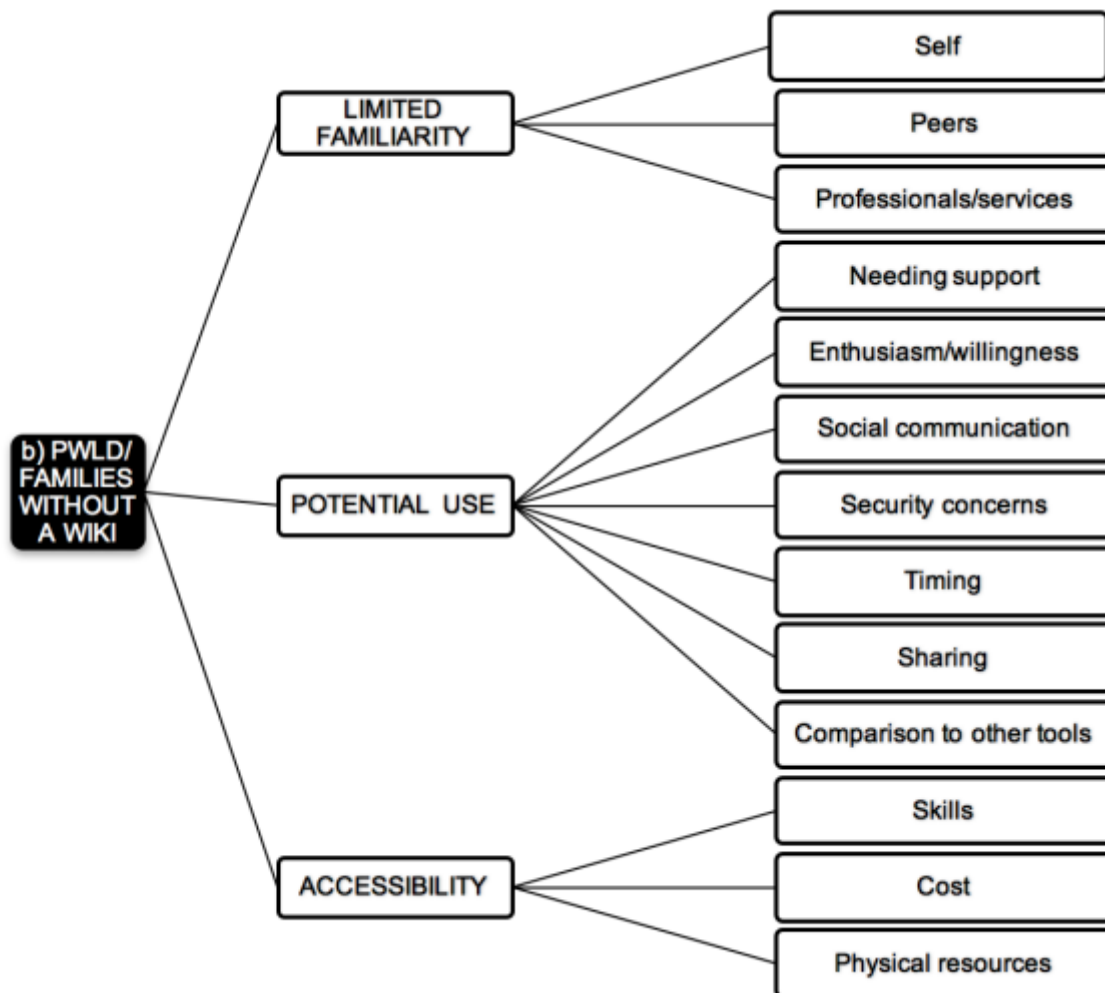 b) PWLD/
FAMILIES
WITHOUT
A WIKI
LIMITED
FAMILIARITY
Self
Peers
Professionals/services
POTENTIAL USE
Needing support
Enthusiasm/willingness
Social communication
Security concerns
Timing
Sharing
Comparison to other tools
ACCESSIBILITY
Skills
Cost
Physical resources